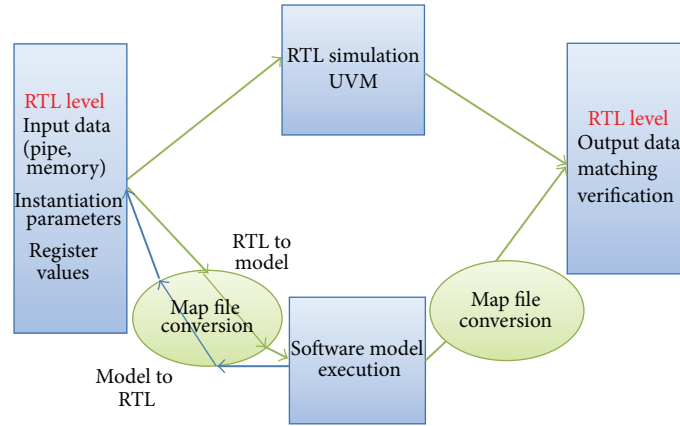 RTL level
Input data
(pipe,
memory)
Instantiation
parameters
Register
values
RTL simulation
UVM
RTL level
Output data
matching
verification
RTL to
model
Map file
conversion
Model to
RTL
Software model
execution
Map file
conversion